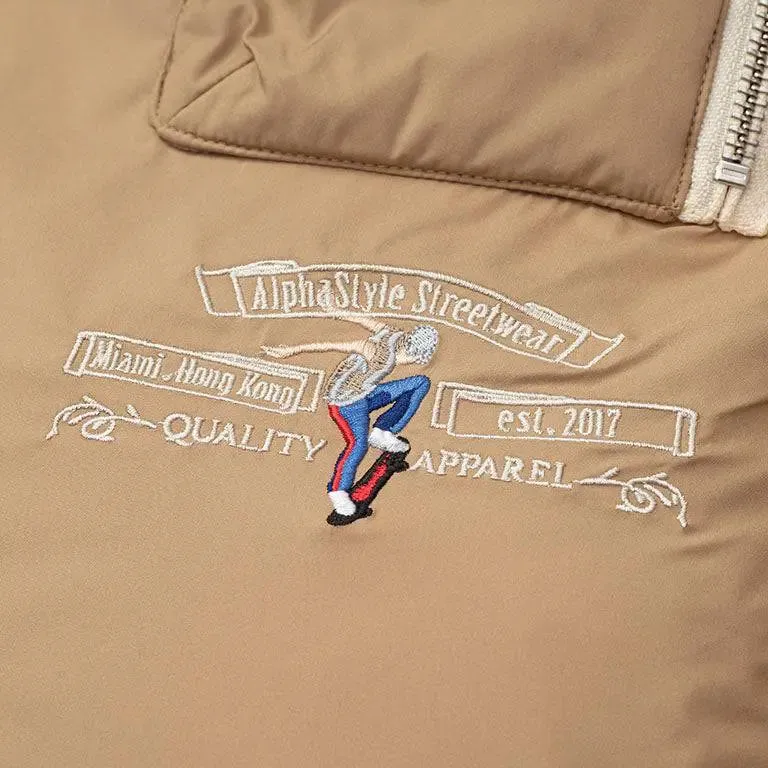 AlphaStyle Streetwear
Miami, Hong Kong
est. 2017
QUALITY APPAREL